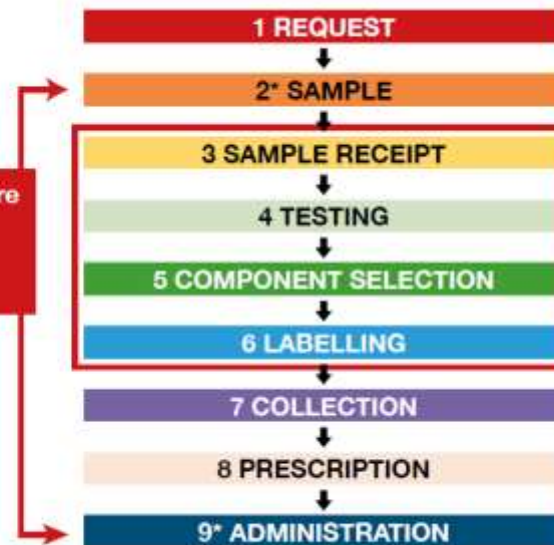 1 REQUEST
2* SAMPLE
3 SAMPLE RECEIPT
4 TESTING
5 COMPONENT SELECTION
6 LABELLING
7 COLLECTION
8 PRESCRIPTION
9* ADMINISTRATION